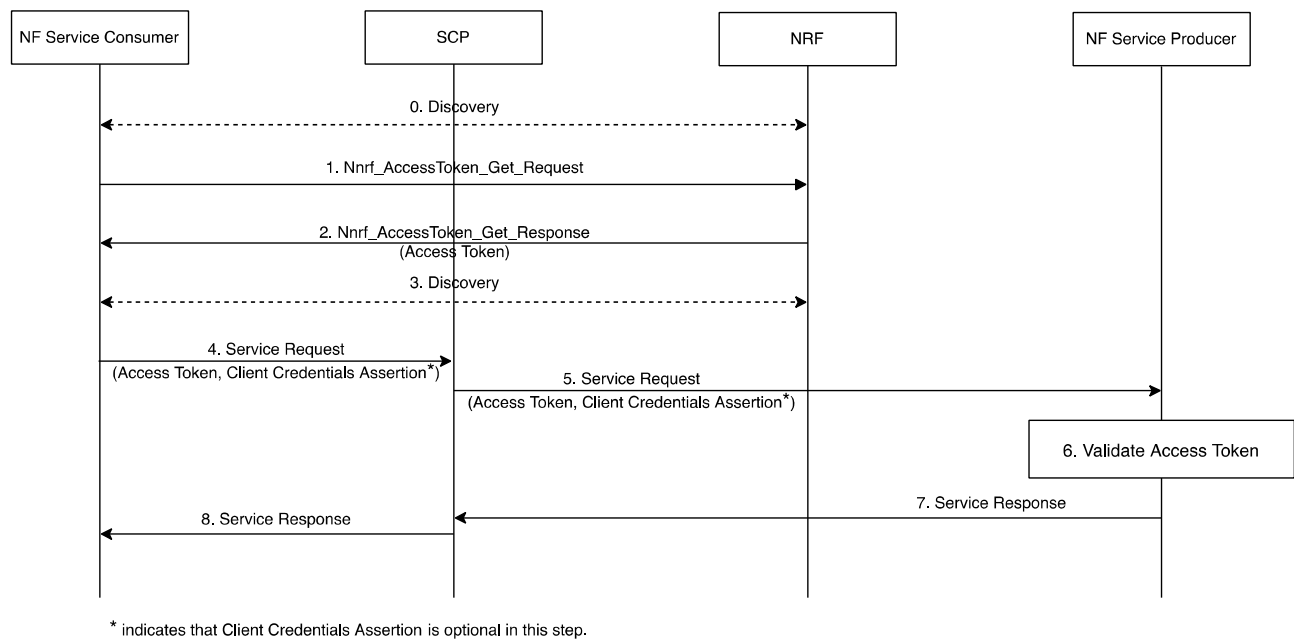 NF Service Consumer
SCP
NRF
NF Service Producer
0. Discovery
1. Nnrf_AccessToken_Get_Request
2. Nnrf_AccessToken_Get_Response
(Access Token)
3. Discovery
4. Service Request
(Access Token, Client Credentials Assertion*)
5. Service Request
(Access Token, Client Credentials Assertion*)
6. Validate Access Token
7. Service Response
8. Service Response
* indicates that Client Credentials Assertion is optional in this step.